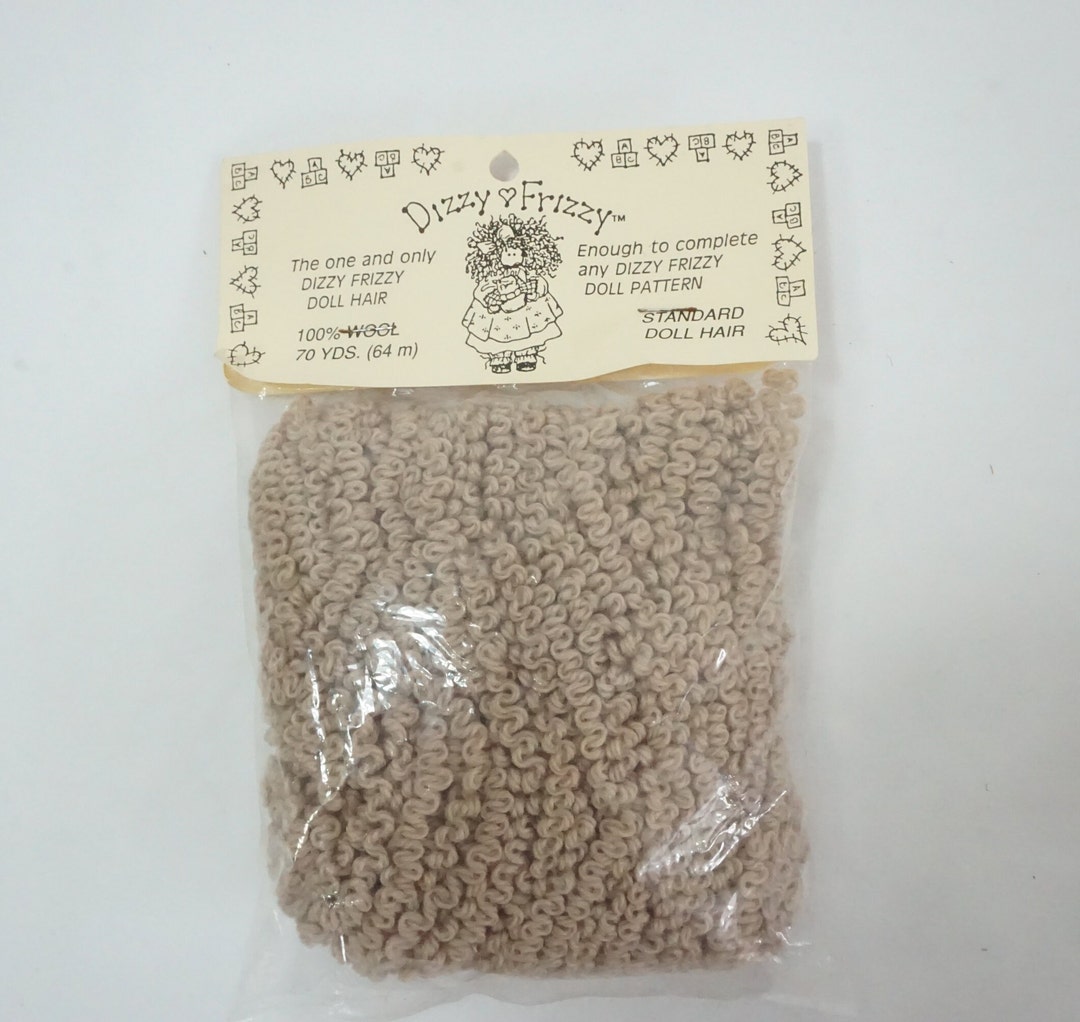 Dizzy Frizzy™
The one and only
DIZZY FRIZZY
DOLL HAIR
100% WOOL
70 YDS. (64 m)
Enough to complete
any DIZZY FRIZZY
DOLL PATTERN
STANDARD
DOLL HAIR